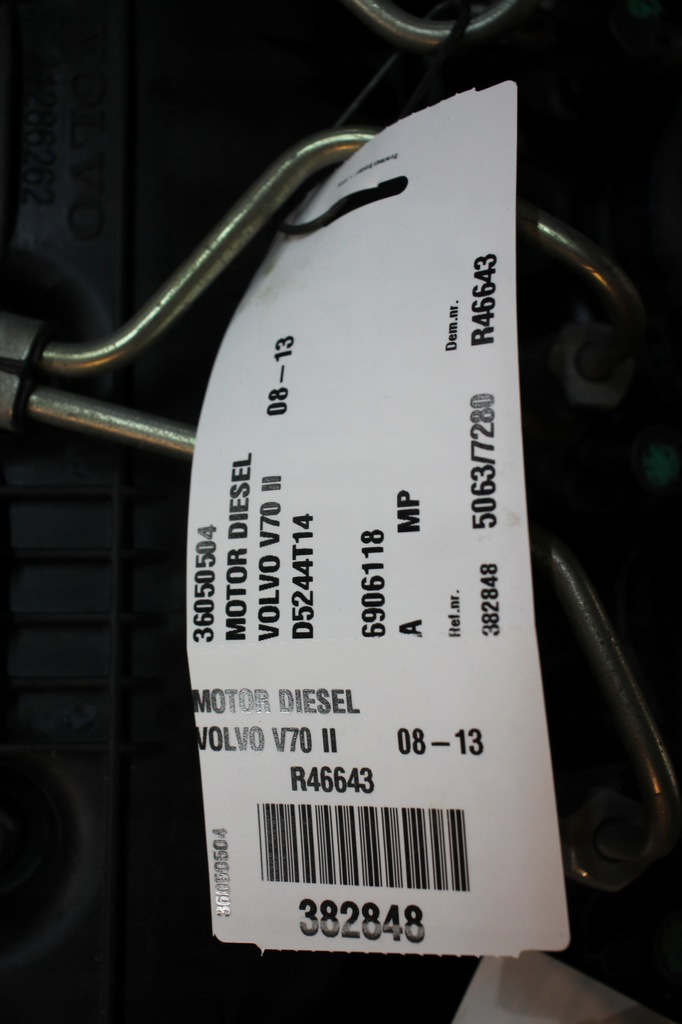 VOLVO
36050504
MOTOR DIESEL
VOLVO V70 II 08-13
D5244T14
6906118
A MP
Ref.nr. Dem.nr.
382848 5063/7280 R46643
MOTOR DIESEL
VOLVO V70 II 08-13
R46643
36050504
382848